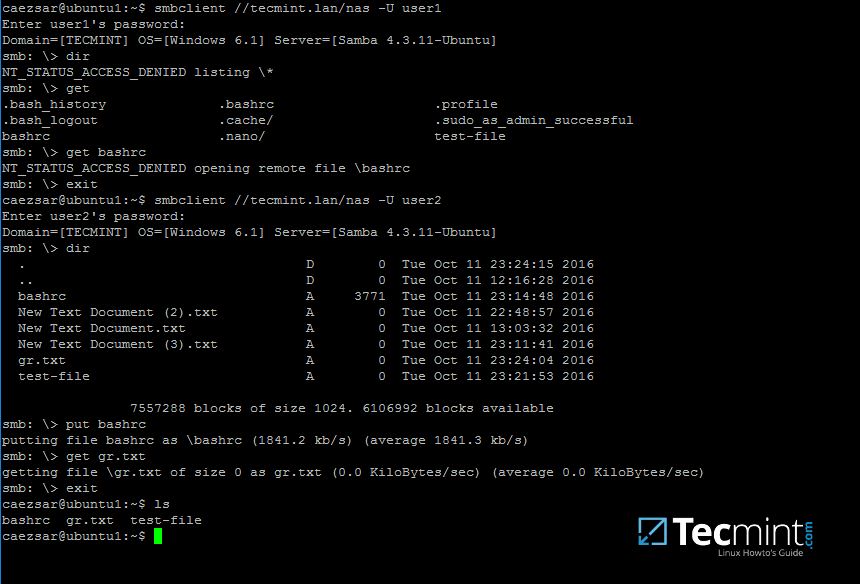 caezsar@ubuntu1:~$ smbclient //tecmint.lan/nas -U user1
Enter user1's password:
Domain=[TECMINT] OS=[Windows 6.1] Server=[Samba 4.3.11-Ubuntu]
smb: \> dir
NT_STATUS_ACCESS_DENIED listing \*
smb: \> get
.bash_history .bashrc .profile
.bash_logout .cache/ .sudo_as_admin_successful
bashrc .nano/ test-file
smb: \> get bashrc
NT_STATUS_ACCESS_DENIED opening remote file \bashrc
smb: \> exit
caezsar@ubuntu1:~$ smbclient //tecmint.lan/nas -U user2
Enter user2's password:
Domain=[TECMINT] OS=[Windows 6.1] Server=[Samba 4.3.11-Ubuntu]
smb: \> dir
. D 0 Tue Oct 11 23:24:15 2016
.. D 0 Tue Oct 11 12:16:28 2016
bashrc A 3771 Tue Oct 11 23:14:48 2016
New Text Document (2).txt A 0 Tue Oct 11 22:48:57 2016
New Text Document.txt A 0 Tue Oct 11 13:03:32 2016
New Text Document (3).txt A 0 Tue Oct 11 23:11:41 2016
gr.txt A 0 Tue Oct 11 23:24:04 2016
test-file A 0 Tue Oct 11 23:21:53 2016
7557288 blocks of size 1024. 6106992 blocks available
smb: \> put bashrc
putting file bashrc as \bashrc (1841.2 kb/s) (average 1841.3 kb/s)
smb: \> get gr.txt
getting file \gr.txt of size 0 as gr.txt (0.0 KiloBytes/sec) (average 0.0 KiloBytes/sec)
smb: \> exit
caezsar@ubuntu1:~$ ls
bashrc gr.txt test-file
caezsar@ubuntu1:~$
Tecmint.com
Linux Howto's Guide